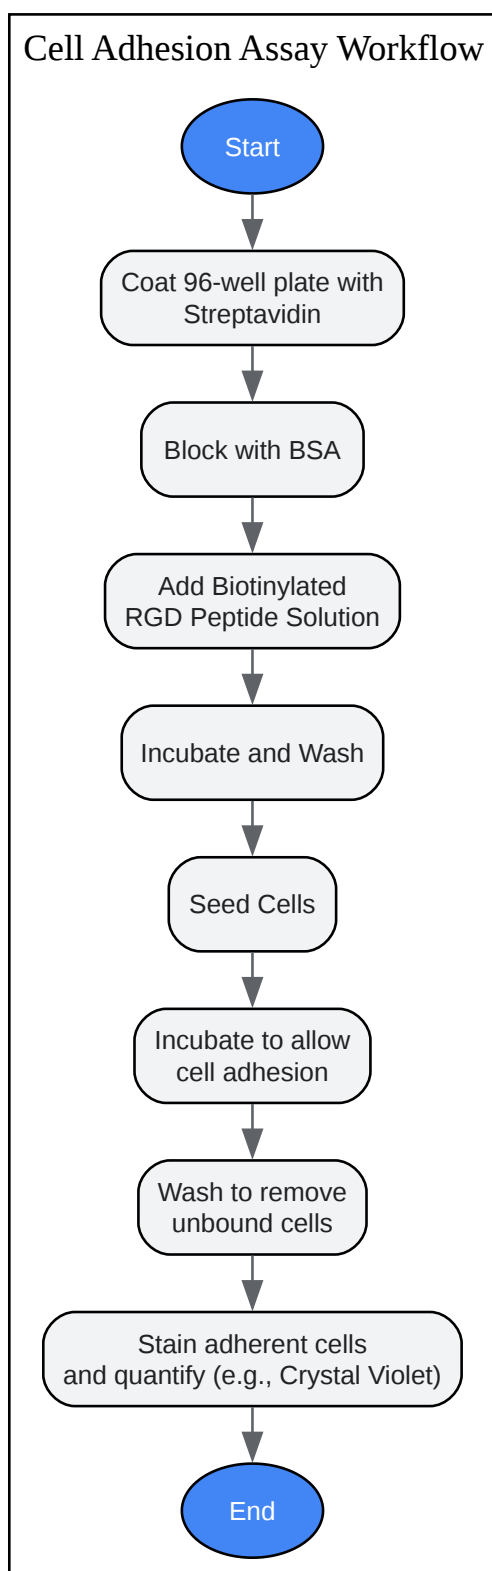 Cell Adhesion Assay Workflow
Start
Coat 96-well plate with
Streptavidin
Block with BSA
Add Biotinylated
RGD Peptide Solution
Incubate and Wash
Seed Cells
Incubate to allow
cell adhesion
Wash to remove
unbound cells
Stain adherent cells
and quantify (e.g., Crystal Violet)
End